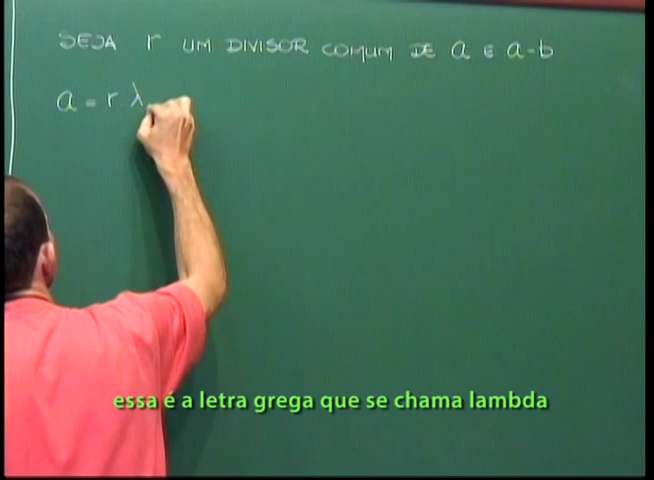 SEJA r UM DIVISOR COMUM DE a E a-b
a = r λ
essa é a letra grega que se chama lambda